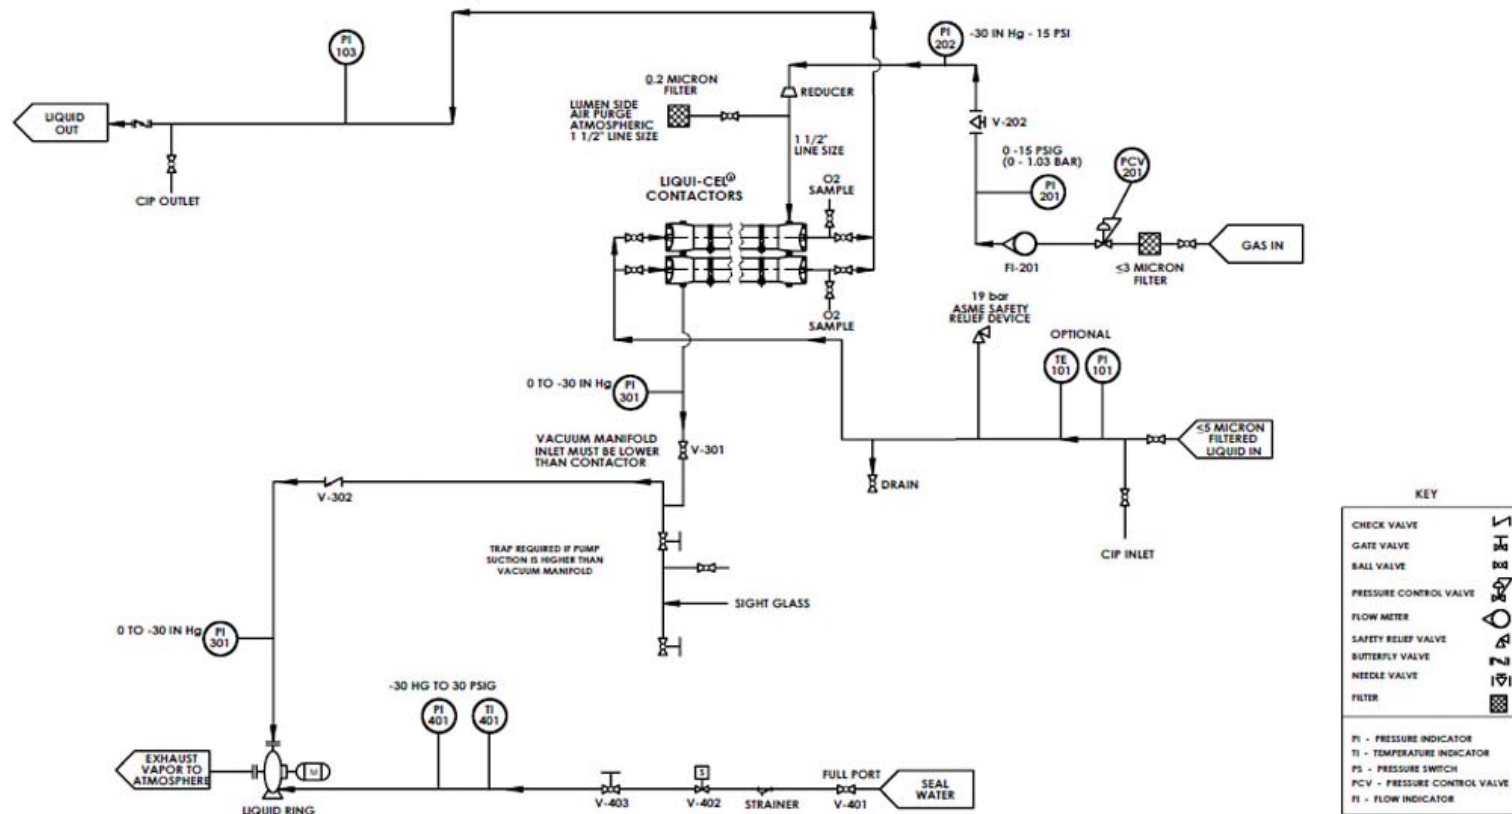 PI
103
LIQUID
OUT
CIP OUTLET
0.2 MICRON
FILTER
LUMEN SIDE
AIR PURGE
ATMOSPHERIC
1 1/2" LINE SIZE
REDUCER
1 1/2"
LINE SIZE
PI
202
-30 IN Hg - 15 PSI
V-202
0 -15 PSIG
(0 - 1.03 BAR)
PI
201
PCV
201
GAS IN
FI-201
≤3 MICRON
FILTER
LIQUI-CEL®
CONTACTORS
O2
SAMPLE
O2
SAMPLE
19 bar
ASME SAFETY
RELIEF DEVICE
OPTIONAL
TE
101
PI
101
≤5 MICRON
FILTERED
LIQUID IN
DRAIN
CIP INLET
0 TO -30 IN Hg
PI
301
VACUUM MANIFOLD
INLET MUST BE LOWER
THAN CONTACTOR
V-301
V-302
TRAP REQUIRED IF PUMP
SUCTION IS HIGHER THAN
VACUUM MANIFOLD
SIGHT GLASS
0 TO -30 IN Hg
PI
301
-30 HG TO 30 PSIG
PI
401
TI
401
EXHAUST
VAPOR TO
ATMOSPHERE
M
LIQUID RING
V-403
S
V-402
STRAINER
FULL PORT
V-401
SEAL
WATER
KEY
CHECK VALVE
GATE VALVE
BALL VALVE
PRESSURE CONTROL VALVE
FLOW METER
SAFETY RELIEF VALVE
BUTTERFLY VALVE
NEEDLE VALVE
FILTER
PI - PRESSURE INDICATOR
TI - TEMPERATURE INDICATOR
PS - PRESSURE SWITCH
PCV - PRESSURE CONTROL VALVE
FI - FLOW INDICATOR